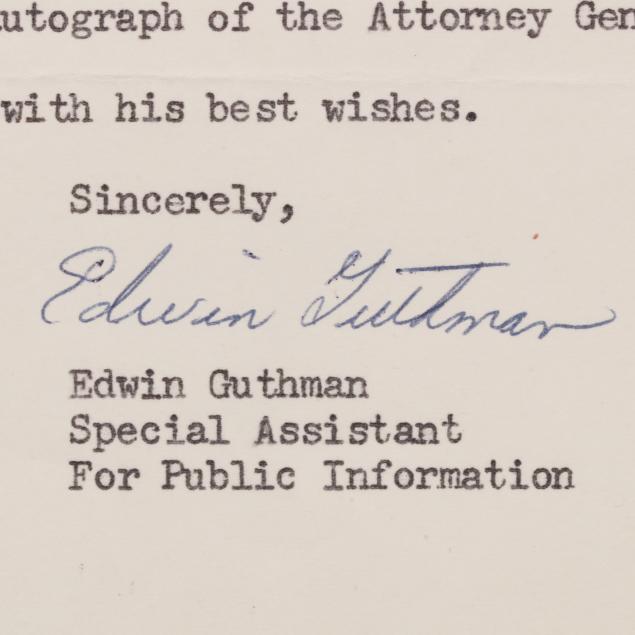 utograph of the Attorney Gen
with his best wishes.
Sincerely,
Edwin Guthman
Edwin Guthman
Special Assistant
For Public Information